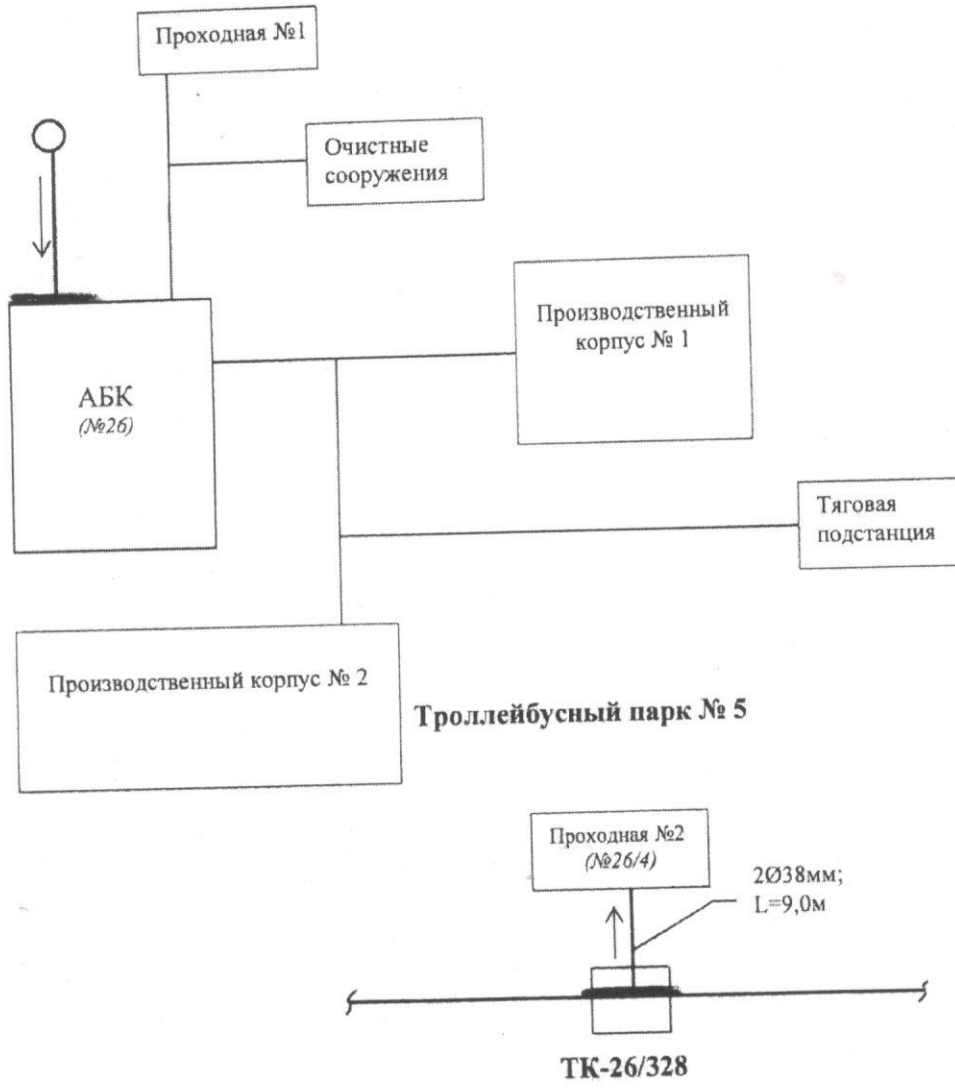 Проходная №1
Очистные
сооружения
Производственный
корпус № 1
АБК
(№26)
Тяговая
подстанция
Производственный корпус № 2
Троллейбусный парк № 5
Проходная №2
(№26/4)
2Ø38мм;
L=9,0м
ТК-26/328